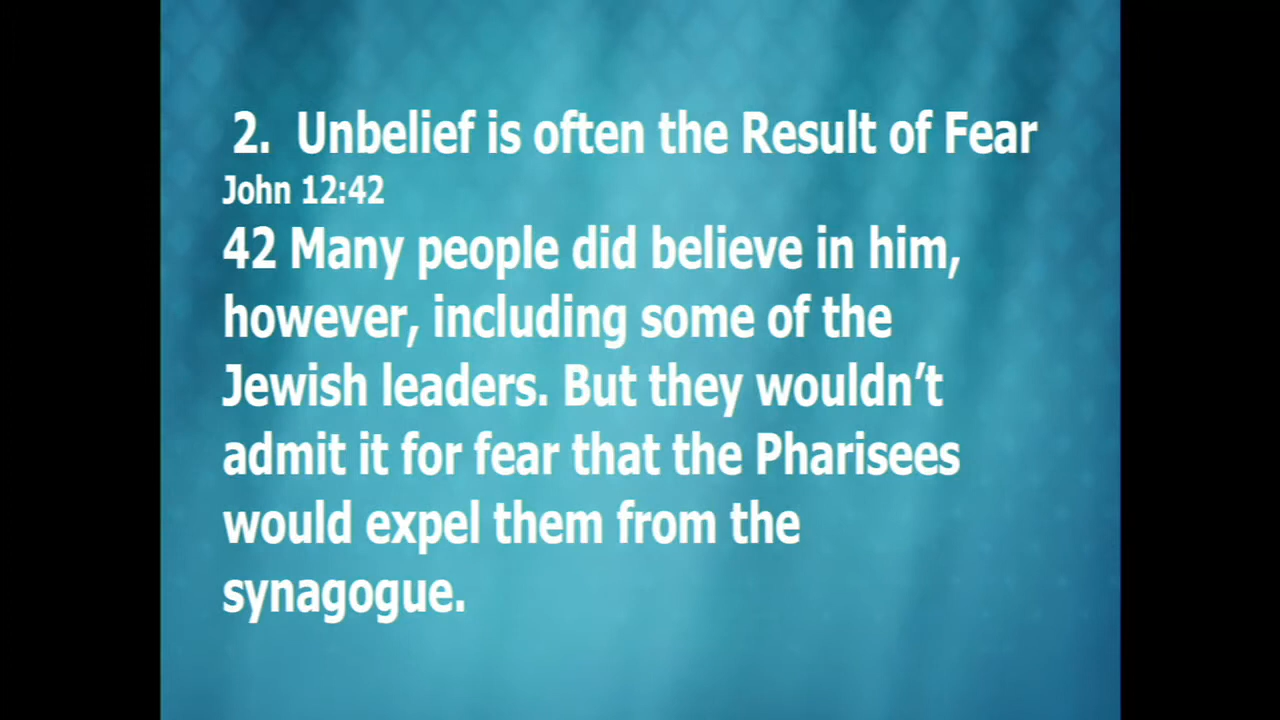 2. Unbelief is often the Result of Fear
John 12:42
42 Many people did believe in him,
however, including some of the
Jewish leaders. But they wouldn’t
admit it for fear that the Pharisees
would expel them from the
synagogue.